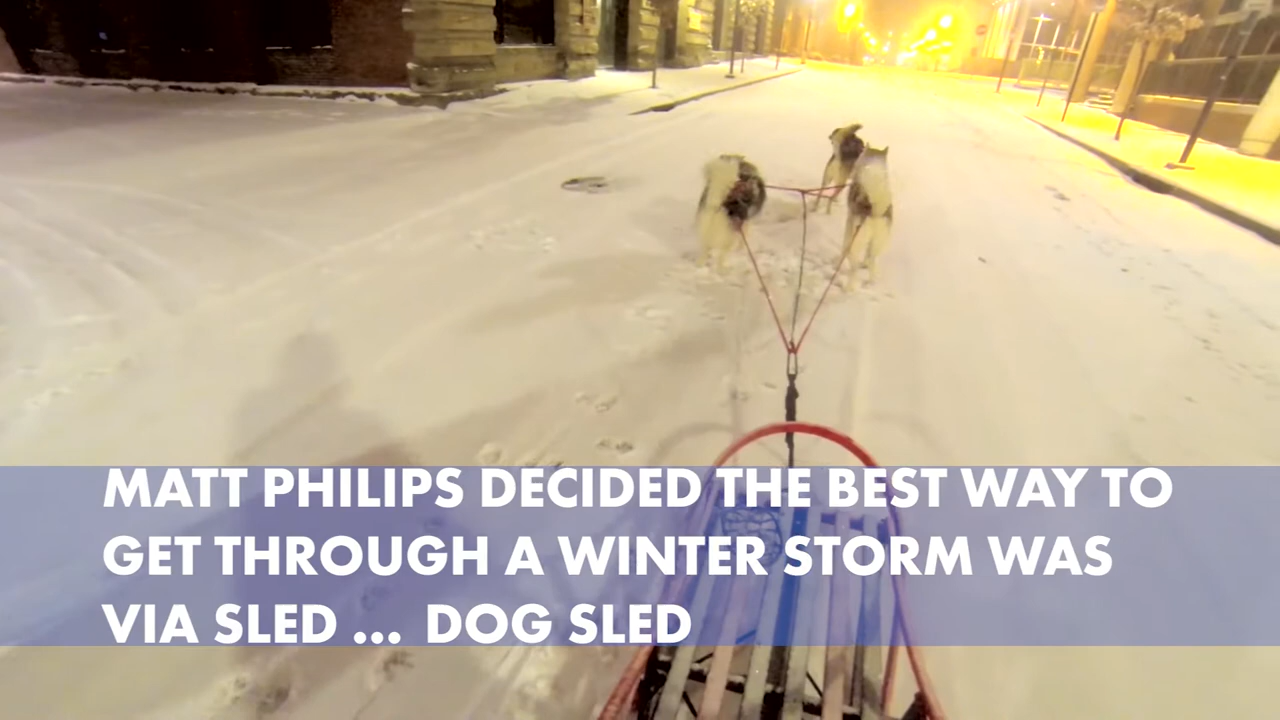 MATT PHILIPS DECIDED THE BEST WAY TO
GET THROUGH A WINTER STORM WAS
VIA SLED ... DOG SLED